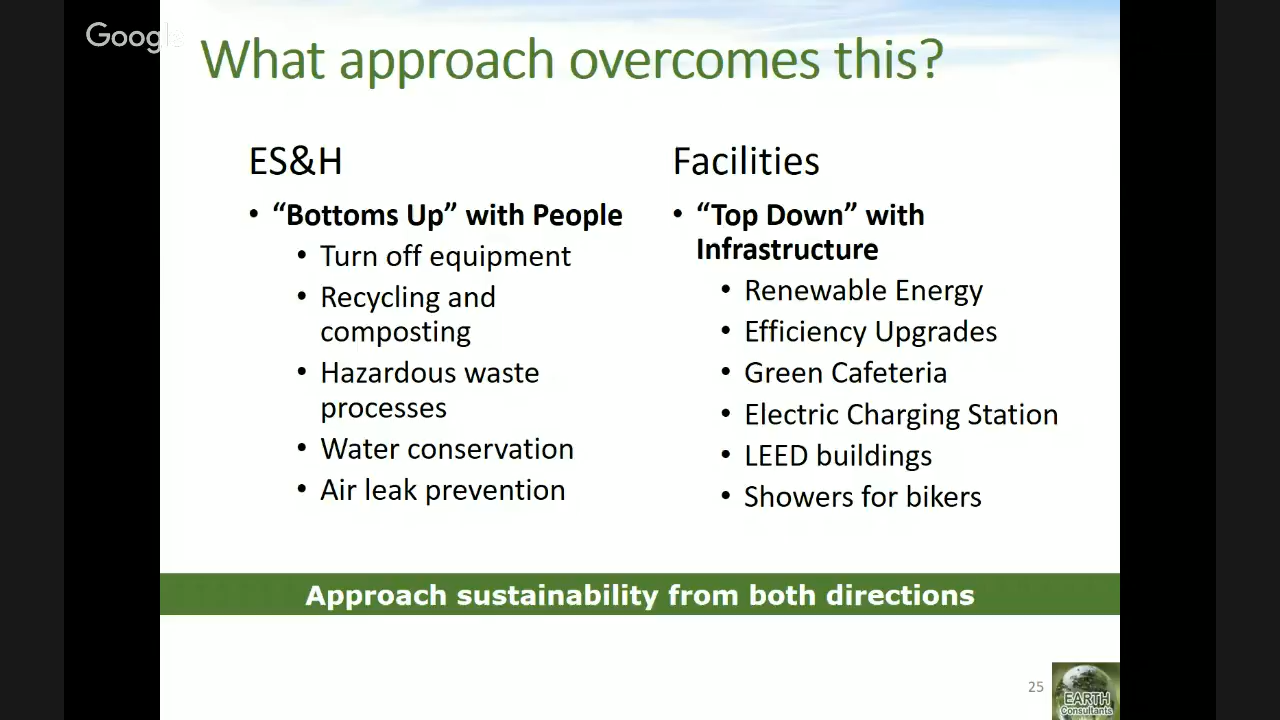 Google
What approach overcomes this?
ES&H
• “Bottoms Up” with People
• Turn off equipment
• Recycling and
composting
• Hazardous waste
processes
• Water conservation
• Air leak prevention
Facilities
• “Top Down” with
Infrastructure
• Renewable Energy
• Efficiency Upgrades
• Green Cafeteria
• Electric Charging Station
• LEED buildings
• Showers for bikers
Approach sustainability from both directions
25
EARTH
Consultants